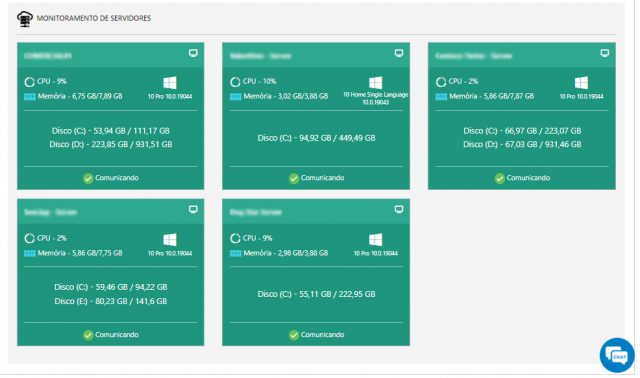 MONITORAMENTO DE SERVIDORES
CPU - 9%
Memória - 6,75 GB/7,89 GB
10 Pro 10.0.19044
Disco (C:) - 53,94 GB / 111,17 GB
Disco (D:) - 223,85 GB / 931,51 GB
Comunicando
- Server
CPU - 10%
Memória - 3,02 GB/3,88 GB
10 Home Single Language
10.0.19043
Disco (C:) - 94,92 GB / 449,49 GB
Comunicando
- Server
CPU - 2%
Memória - 5,86 GB/7,87 GB
10 Pro 10.0.19044
Disco (C:) - 66,97 GB / 223,07 GB
Disco (D:) - 67,03 GB / 931,46 GB
Comunicando
- Server
CPU - 2%
Memória - 5,86 GB/7,75 GB
10 Pro 10.0.19044
Disco (C:) - 59,46 GB / 94,22 GB
Disco (E:) - 80,23 GB / 141,6 GB
Comunicando
- Server
CPU - 9%
Memória - 2,98 GB/3,88 GB
10 Pro 10.0.19044
Disco (C:) - 55,11 GB / 222,95 GB
Comunicando
CHAT